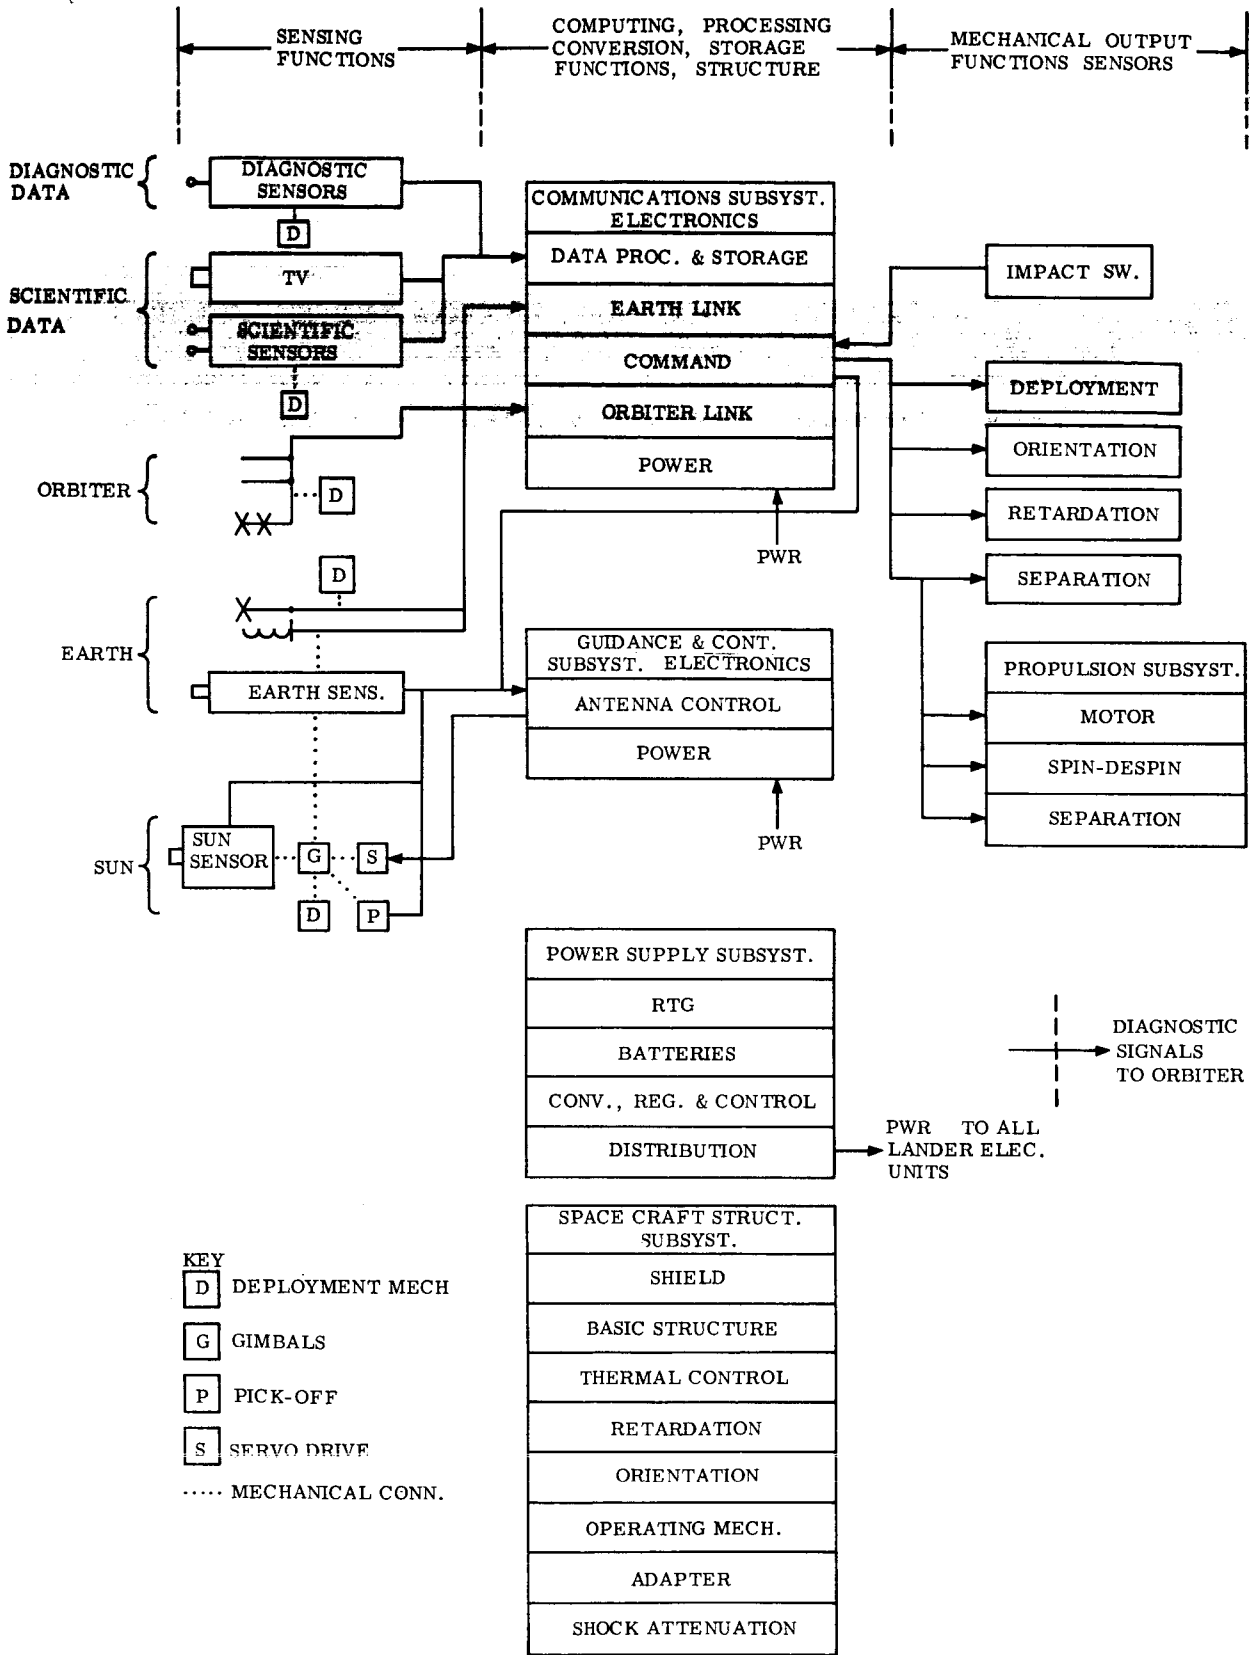 SENSING
FUNCTIONS
COMPUTING, PROCESSING
CONVERSION, STORAGE
FUNCTIONS, STRUCTURE
MECHANICAL OUTPUT
FUNCTIONS SENSORS
DIAGNOSTIC
DATA
DIAGNOSTIC
SENSORS
D
TV
SCIENTIFIC
DATA
SCIENTIFIC
SENSORS
D
ORBITER
D
D
EARTH
EARTH SENS.
SUN
SUN
SENSOR
G
S
D
P
COMMUNICATIONS SUBSYST.
ELECTRONICS
DATA PROC. & STORAGE
EARTH LINK
COMMAND
ORBITER LINK
POWER
PWR
GUIDANCE & CONT.
SUBSYST. ELECTRONICS
ANTENNA CONTROL
POWER
PWR
IMPACT SW.
DEPLOYMENT
ORIENTATION
RETARDATION
SEPARATION
PROPULSION SUBSYST.
MOTOR
SPIN-DESPIN
SEPARATION
POWER SUPPLY SUBSYST.
RTG
BATTERIES
CONV., REG. & CONTROL
DISTRIBUTION
PWR TO ALL
LANDER ELEC.
UNITS
DIAGNOSTIC
SIGNALS
TO ORBITER
SPACE CRAFT STRUCT.
SUBSYST.
SHIELD
BASIC STRUCTURE
THERMAL CONTROL
RETARDATION
ORIENTATION
OPERATING MECH.
ADAPTER
SHOCK ATTENUATION
KEY
D DEPLOYMENT MECH
G GIMBALS
P PICK-OFF
S SERVO DRIVE
..... MECHANICAL CONN.